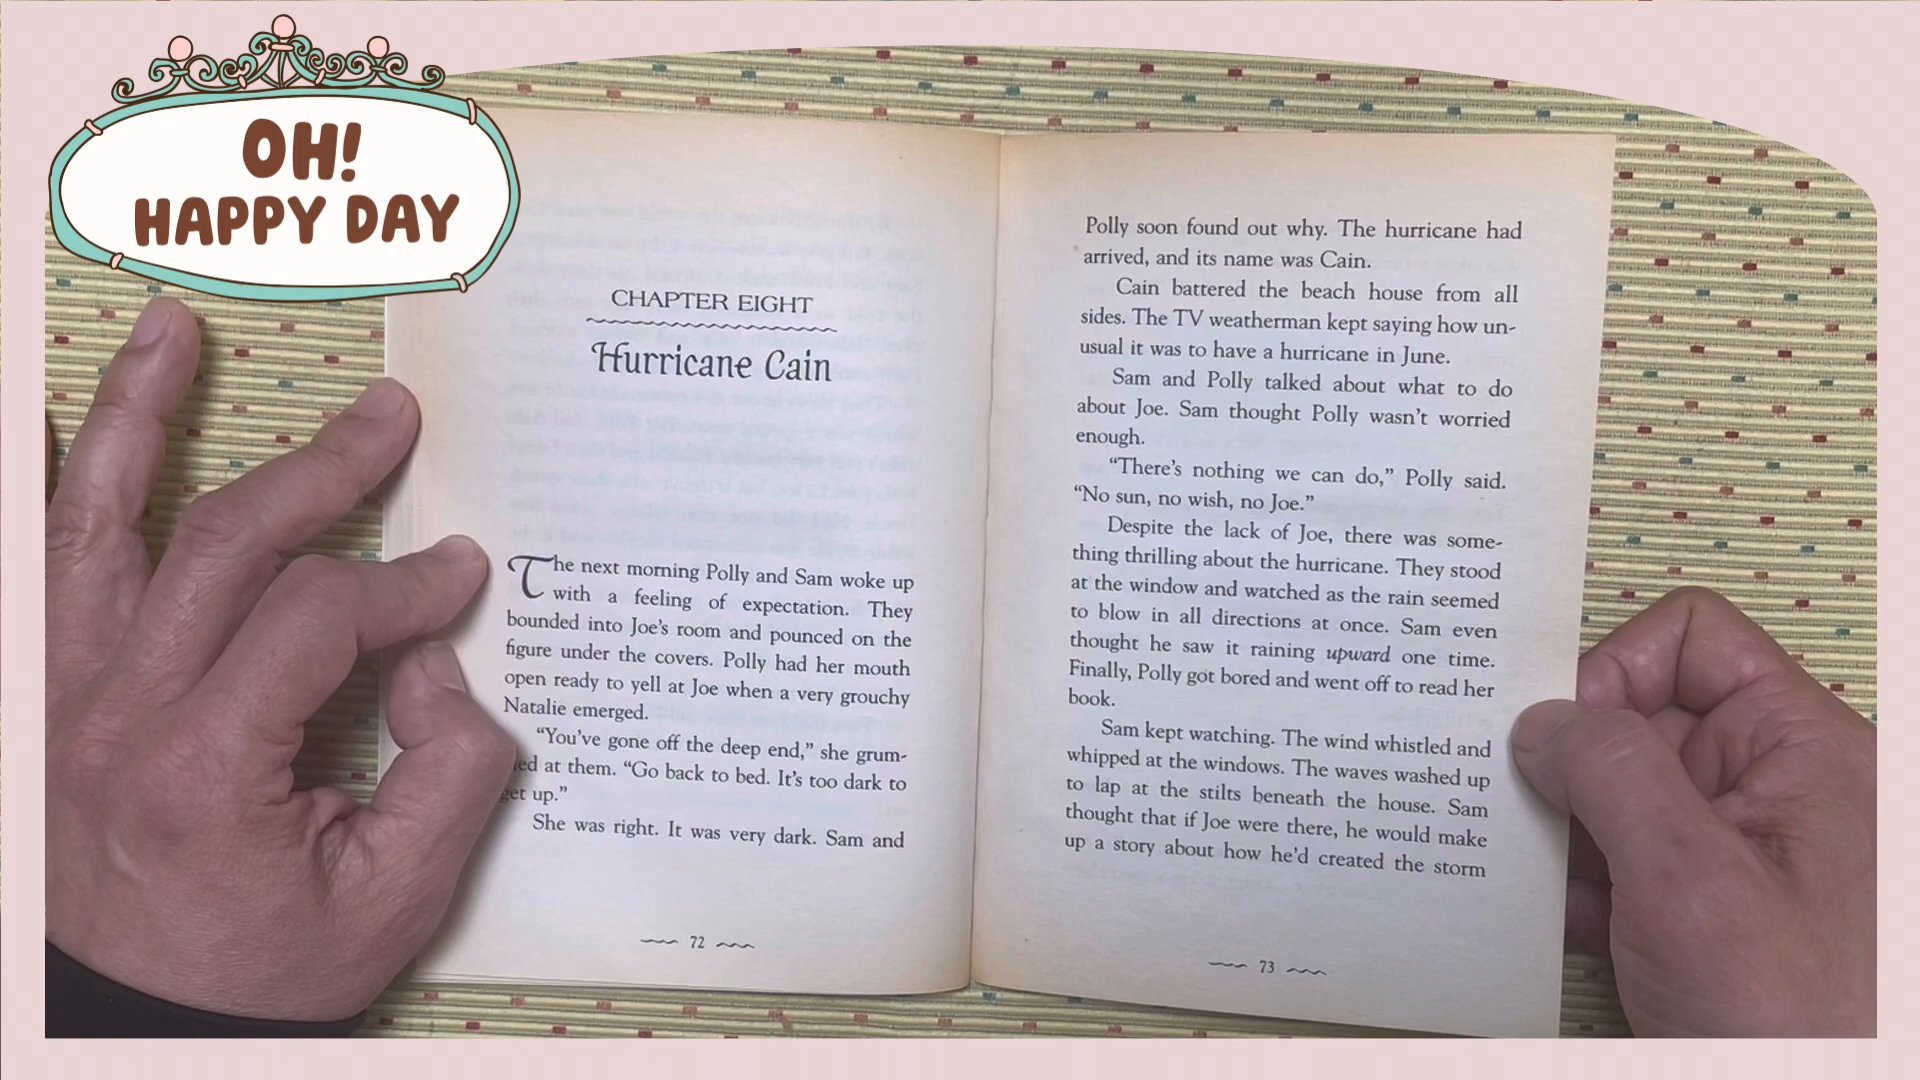 OH!
HAPPY DAY
CHAPTER EIGHT
Hurricane Cain
The next morning Polly and Sam woke up
with a feeling of expectation. They
bounded into Joe's room and pounced on the
figure under the covers. Polly had her mouth
open ready to yell at Joe when a very grouchy
Natalie emerged.
“You've gone off the deep end,” she grum-
led at them. “Go back to bed. It's too dark to
get up.”
She was right. It was very dark. Sam and
72
Polly soon found out why. The hurricane had
arrived, and its name was Cain.
Cain battered the beach house from all
sides. The TV weatherman kept saying how un-
usual it was to have a hurricane in June.
Sam and Polly talked about what to do
about Joe. Sam thought Polly wasn't worried
enough.
“There's nothing we can do,” Polly said.
“No sun, no wish, no Joe.”
Despite the lack of Joe, there was some-
thing thrilling about the hurricane. They stood
at the window and watched as the rain seemed
to blow in all directions at once. Sam even
thought he saw it raining upward one time.
Finally, Polly got bored and went off to read her
book.
Sam kept watching. The wind whistled and
whipped at the windows. The waves washed up
to lap at the stilts beneath the house. Sam
thought that if Joe were there, he would make
up a story about how he'd created the storm
73